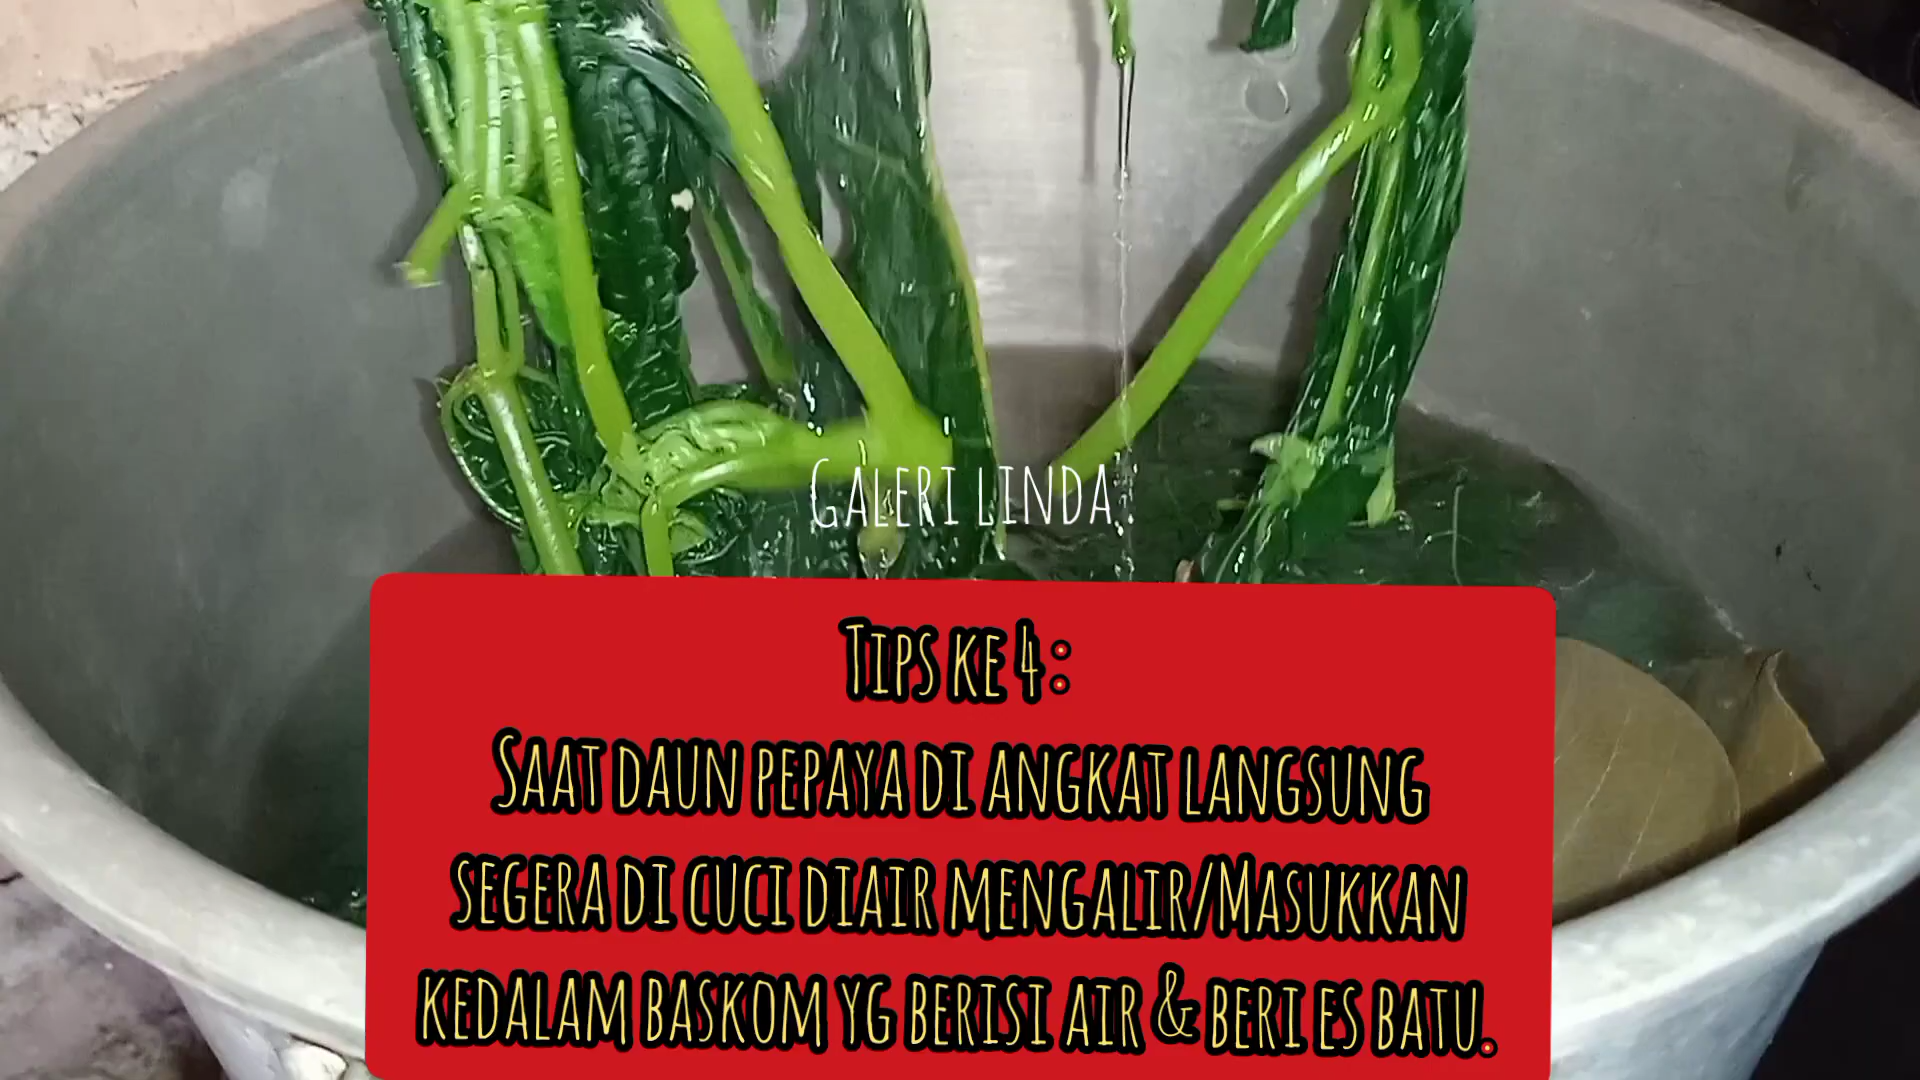 Galeri linda
Tips ke 4 :
Saat daun pepaya di angkat langsung
segera di cuci diair mengalir/Masukkan
kedalam baskom yg berisi air & beri es batu.